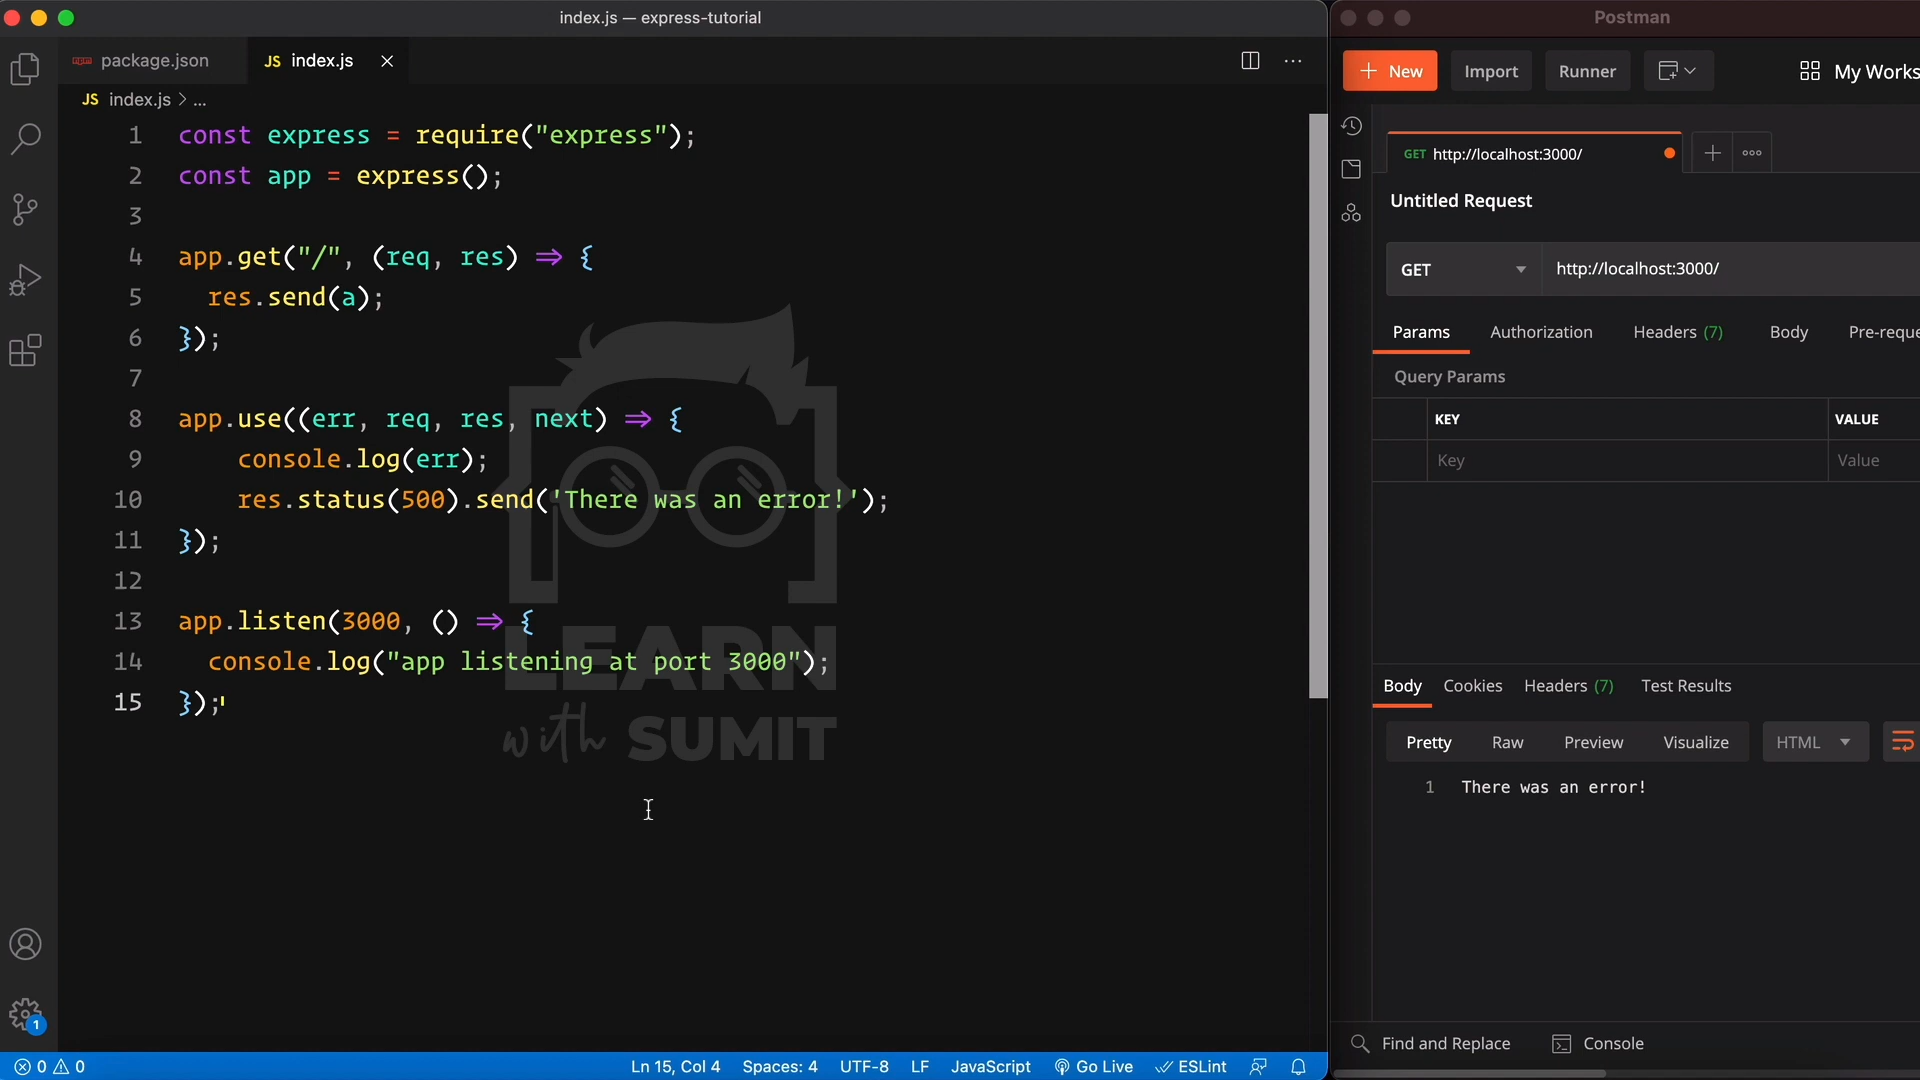 index.js — express-tutorial
package.json
JS index.js
JS index.js > ...
1 const express = require("express");
2 const app = express();
3
4 app.get("/", (req, res) => {
5 res.send(a);
6 });
7
8 app.use((err, req, res, next) => {
9 console.log(err);
10 res.status(500).send('There was an error!');
11 });
12
13 app.listen(3000, () => {
14 console.log("app listening at port 3000");
15 });
LEARN
with SUMIT
1
0 0
Ln 15, Col 4 Spaces: 4 UTF-8 LF JavaScript Go Live ESLint
Postman
+ New Import Runner My Works
GET http://localhost:3000/
Untitled Request
GET http://localhost:3000/
Params Authorization Headers (7) Body Pre-reque
Query Params
KEY VALUE
Key Value
Body Cookies Headers (7) Test Results
Pretty Raw Preview Visualize HTML
1 There was an error!
Find and Replace Console